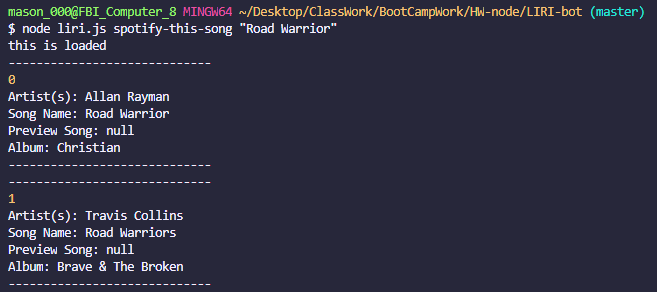 mason_000@FBI_Computer_8 MINGW64 ~/Desktop/ClassWork/BootCampWork/HW-node/LIRI-bot (master)
$ node liri.js spotify-this-song "Road Warrior"
this is loaded
-----------------------------
0
Artist(s): Allan Rayman
Song Name: Road Warrior
Preview Song: null
Album: Christian
-----------------------------
-----------------------------
1
Artist(s): Travis Collins
Song Name: Road Warriors
Preview Song: null
Album: Brave & The Broken
-----------------------------